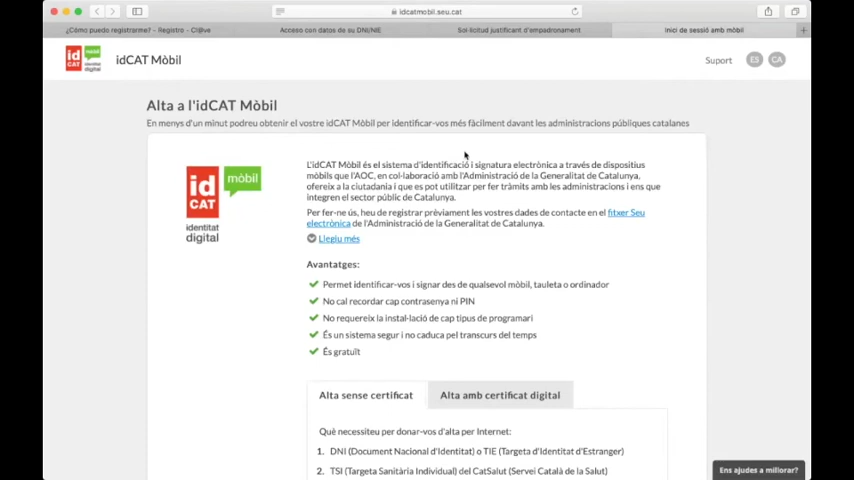 idcatmobil.seu.cat
¿Cómo puedo registrarme? - Registro - Cl@ve
Acceso con datos de su DNI/NIE
Sol·licitud justificant d'empadronament
Inici de sessió amb mòbil
id CAT mòbil identitat digital
idCAT Mòbil
Suport
ES
CA
Alta a l'idCAT Mòbil
En menys d'un minut podreu obtenir el vostre idCAT Mòbil per identificar-vos més fàcilment davant les administracions públiques catalanes
id
CAT
mòbil
identitat
digital
L'idCAT Mòbil és el sistema d'identificació i signatura electrònica a través de dispositius
mòbils que l'AOC, en col·laboració amb l'Administració de la Generalitat de Catalunya,
ofereix a la ciutadania i que es pot utilitzar per fer tràmits amb les administracions i ens que
integren el sector públic de Catalunya.
Per fer-ne ús, heu de registrar prèviament les vostres dades de contacte en el fitxer Seu
electrònica de l'Administració de la Generalitat de Catalunya.
Llegiu més
Avantatges:
Permet identificar-vos i signar des de qualsevol mòbil, tauleta o ordinador
No cal recordar cap contrasenya ni PIN
No requereix la instal·lació de cap tipus de programari
És un sistema segur i no caduca pel transcurs del temps
És gratuït
Alta sense certificat
Alta amb certificat digital
Què necessiteu per donar-vos d'alta per Internet:
1. DNI (Document Nacional d'Identitat) o TIE (Targeta d'Identitat d'Estranger)
2. TSI (Targeta Sanitària Individual) del CatSalut (Servei Català de la Salut)
Ens ajudes a millorar?